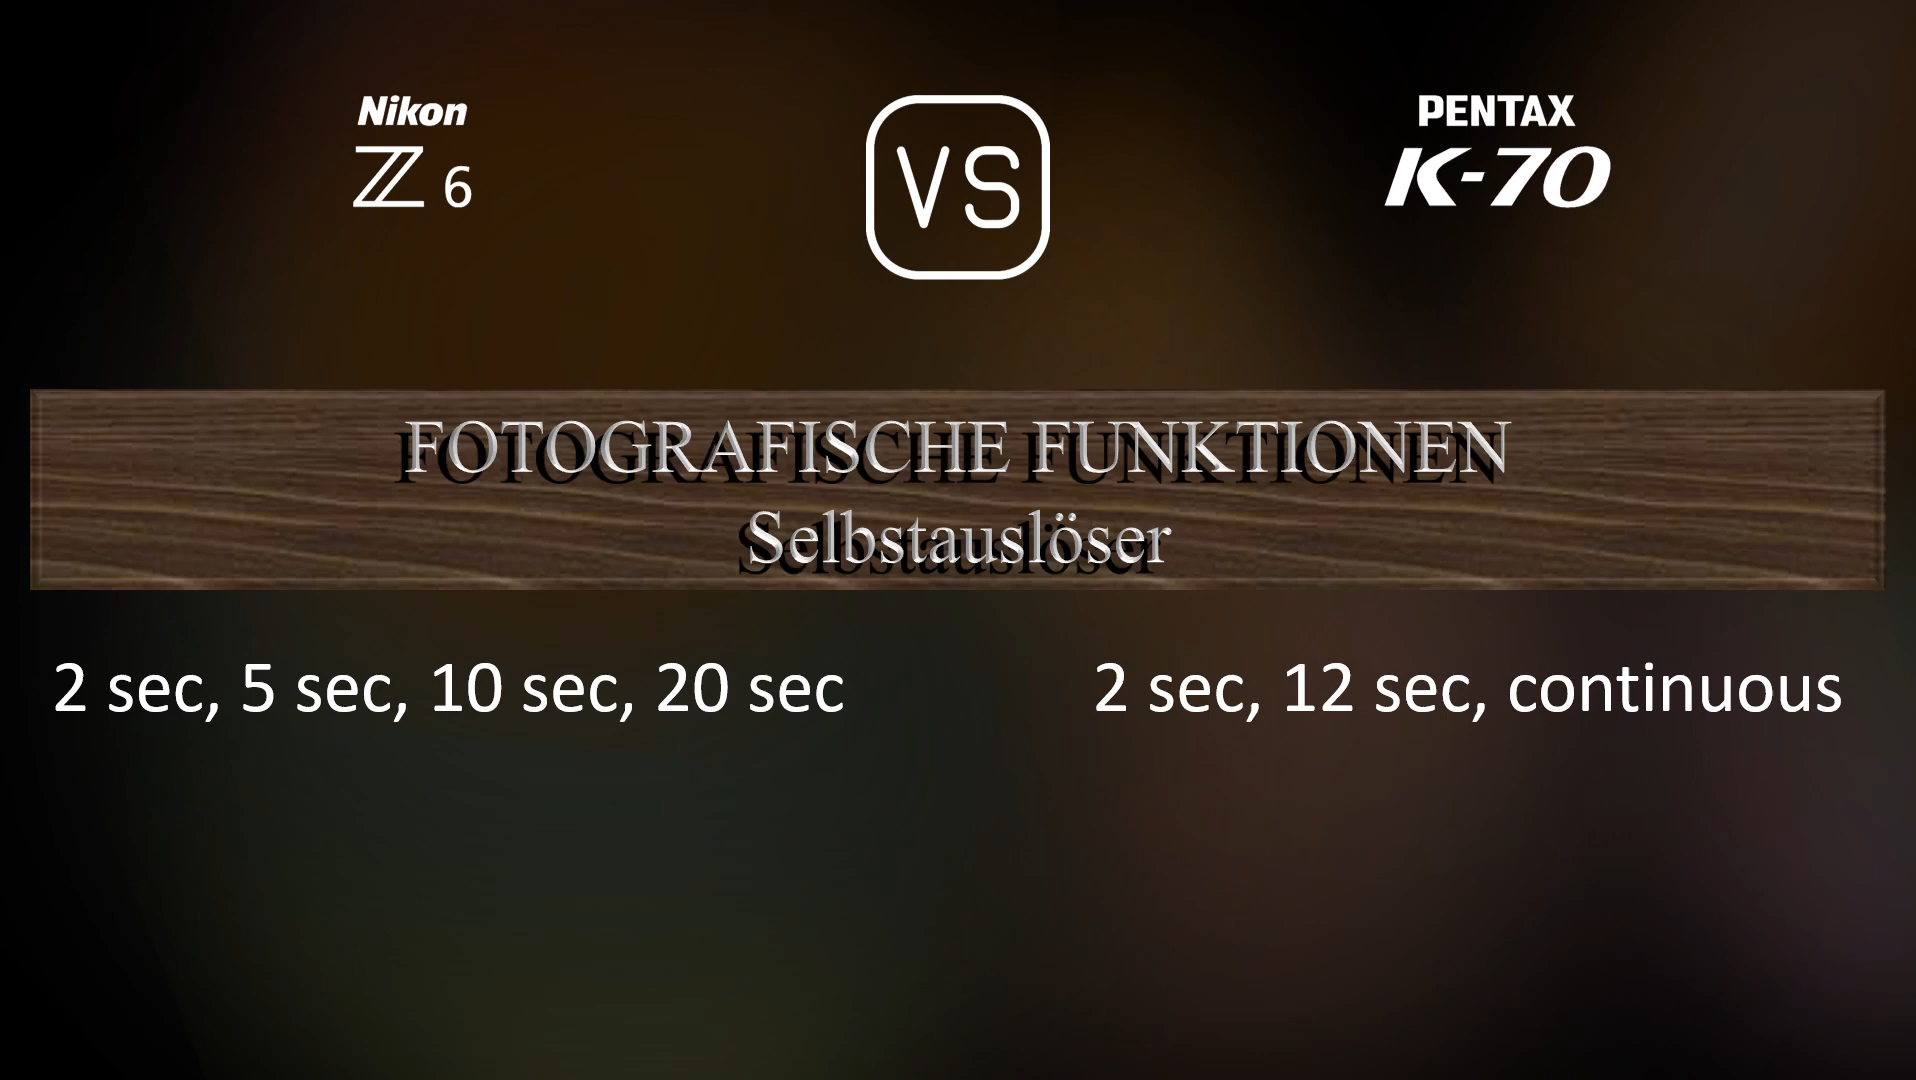 Nikon
Z 6
VS
PENTAX
K-70
FOTOGRAFISCHE FUNKTIONEN
Selbstauslöser
2 sec, 5 sec, 10 sec, 20 sec
2 sec, 12 sec, continuous